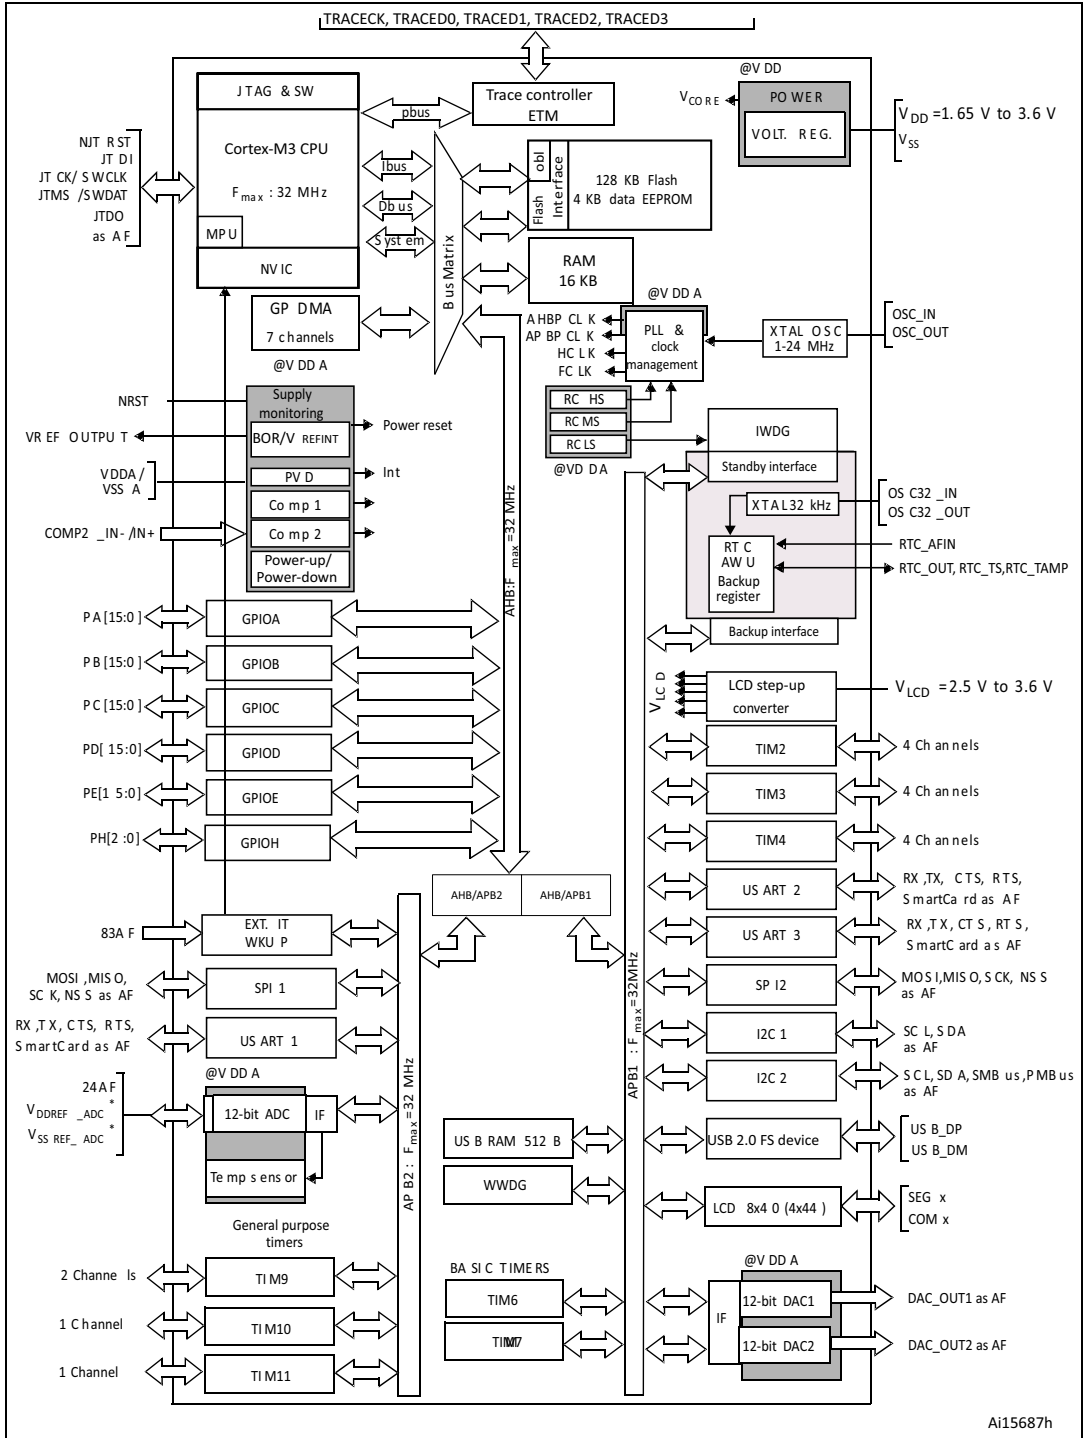 TRACECK, TRACED0, TRACED1, TRACED2, TRACED3
JTAG & SW
Cortex-M3 CPU
Fmax : 32 MHz
MPU
NVIC
pbus
Trace controller
ETM
Ibus
Dbus
System
Bus Matrix
NJTRST
JTDI
JTCK/SWCLK
JTMS/SWDAT
JTDO
as AF
obl
Flash
Interface
128 KB Flash
4 KB data EEPROM
RAM
16 KB
@VDD
VCORE
POWER
VOLT. REG.
VDD =1.65 V to 3.6 V
VSS
GP DMA
7 channels
@VDDA
AHBPCLK
APBPCLK
HCLK
FCLK
@VDDA
PLL &
clock
management
XTAL OSC
1-24 MHz
OSC_IN
OSC_OUT
RC HS
RC MS
RC LS
@VDDA
NRST
VREF OUTPUT
VDDA/
VSSA
COMP2_IN-/IN+
Supply
monitoring
BOR/VREFINT
PVD
Comp 1
Comp 2
Power-up/
Power-down
Power reset
Int
AHB:Fmax=32 MHz
IWDG
Standby interface
XTAL32 kHz
OSC32_IN
OSC32_OUT
RTC
AWU
Backup
register
RTC_AFIN
RTC_OUT, RTC_TS,RTC_TAMP
Backup interface
VLCD
LCD step-up
converter
VLCD =2.5 V to 3.6 V
PA[15:0]
GPIOA
PB[15:0]
GPIOB
PC[15:0]
GPIOC
PD[15:0]
GPIOD
PE[15:0]
GPIOE
PH[2:0]
GPIOH
TIM2
4 Channels
TIM3
4 Channels
TIM4
4 Channels
AHB/APB2
AHB/APB1
USART 2
RX,TX, CTS, RTS,
SmartCard as AF
USART 3
RX,TX, CTS, RTS,
SmartCard as AF
83AF
EXT. IT
WKUP
MOSI,MISO,
SCK, NSS as AF
SPI 1
RX,TX, CTS, RTS,
SmartCard as AF
USART 1
APB2 : Fmax=32 MHz
APB1 : Fmax=32MHz
SPI2
MOSI,MISO,SCK, NSS
as AF
I2C 1
SCL, SDA
as AF
I2C 2
SCL, SDA, SMBus,PMBus
as AF
24AF
VDDREF_ADC *
VSSREF_ADC *
@VDDA
12-bit ADC
IF
Temp sensor
USB RAM 512 B
WWDG
USB 2.0 FS device
USB_DP
USB_DM
LCD 8x40 (4x44)
SEGx
COMx
General purpose
timers
2 Channels
TIM9
1 Channel
TIM10
1 Channel
TIM11
BASIC TIMERS
TIM6
TIM7
@VDDA
IF
12-bit DAC1
12-bit DAC2
DAC_OUT1 as AF
DAC_OUT2 as AF
Ai15687h